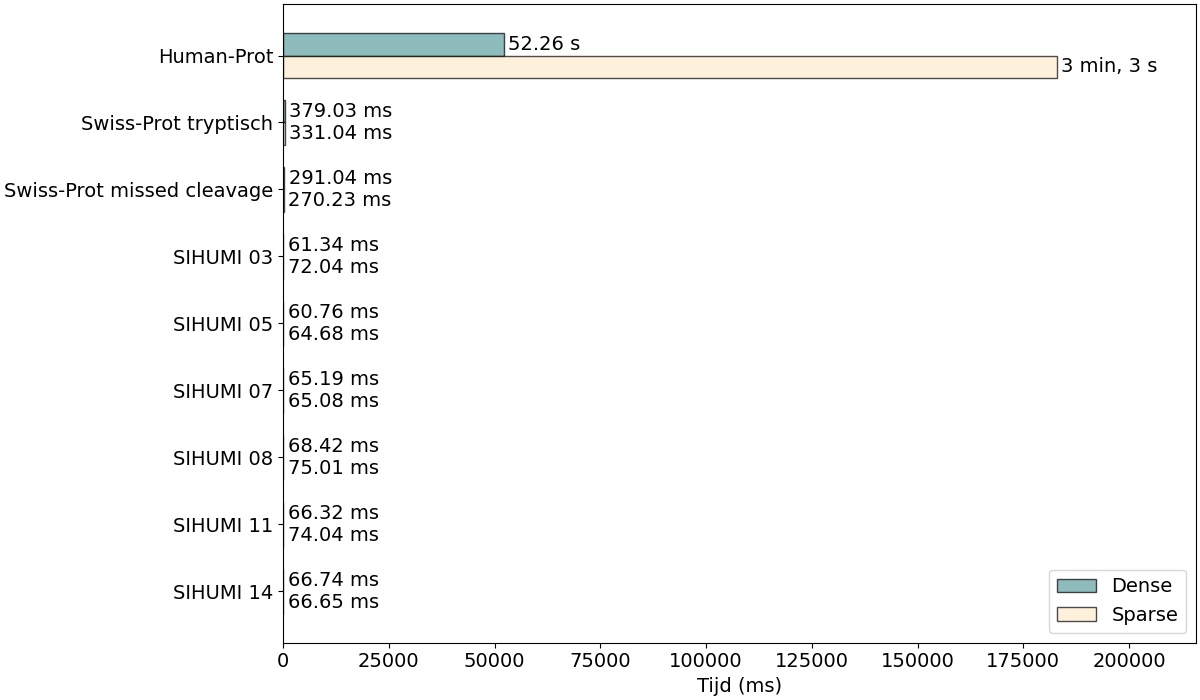 Human-Prot
52.26 s
3 min, 3 s
Swiss-Prot tryptisch
379.03 ms
331.04 ms
Swiss-Prot missed cleavage
291.04 ms
270.23 ms
SIHUMI 03
61.34 ms
72.04 ms
SIHUMI 05
60.76 ms
64.68 ms
SIHUMI 07
65.19 ms
65.08 ms
SIHUMI 08
68.42 ms
75.01 ms
SIHUMI 11
66.32 ms
74.04 ms
SIHUMI 14
66.74 ms
66.65 ms
Dense
Sparse
0 25000 50000 75000 100000 125000 150000 175000 200000
Tijd (ms)